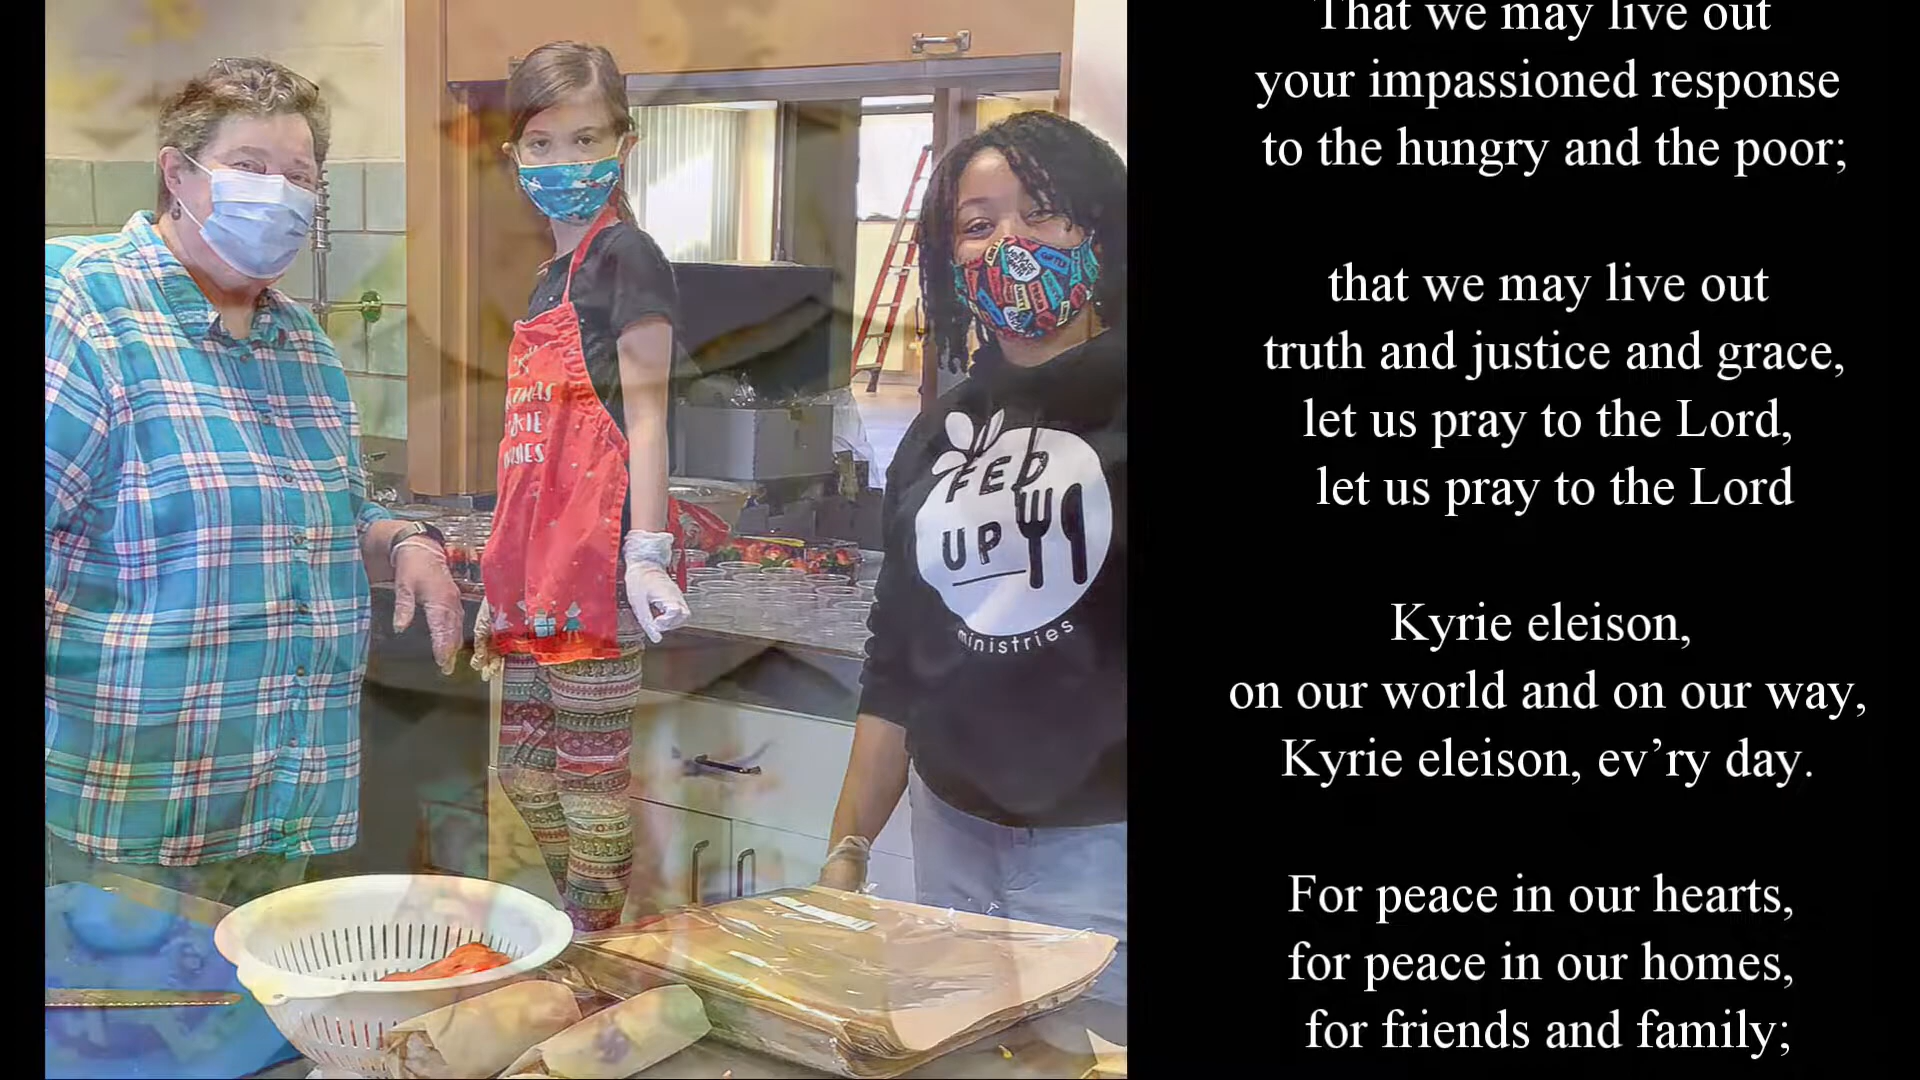 That we may live out
your impassioned response
to the hungry and the poor;
that we may live out
truth and justice and grace,
let us pray to the Lord,
let us pray to the Lord
Kyrie eleison,
on our world and on our way,
Kyrie eleison, ev’ry day.
For peace in our hearts,
for peace in our homes,
for friends and family;
FED
UP
ministries